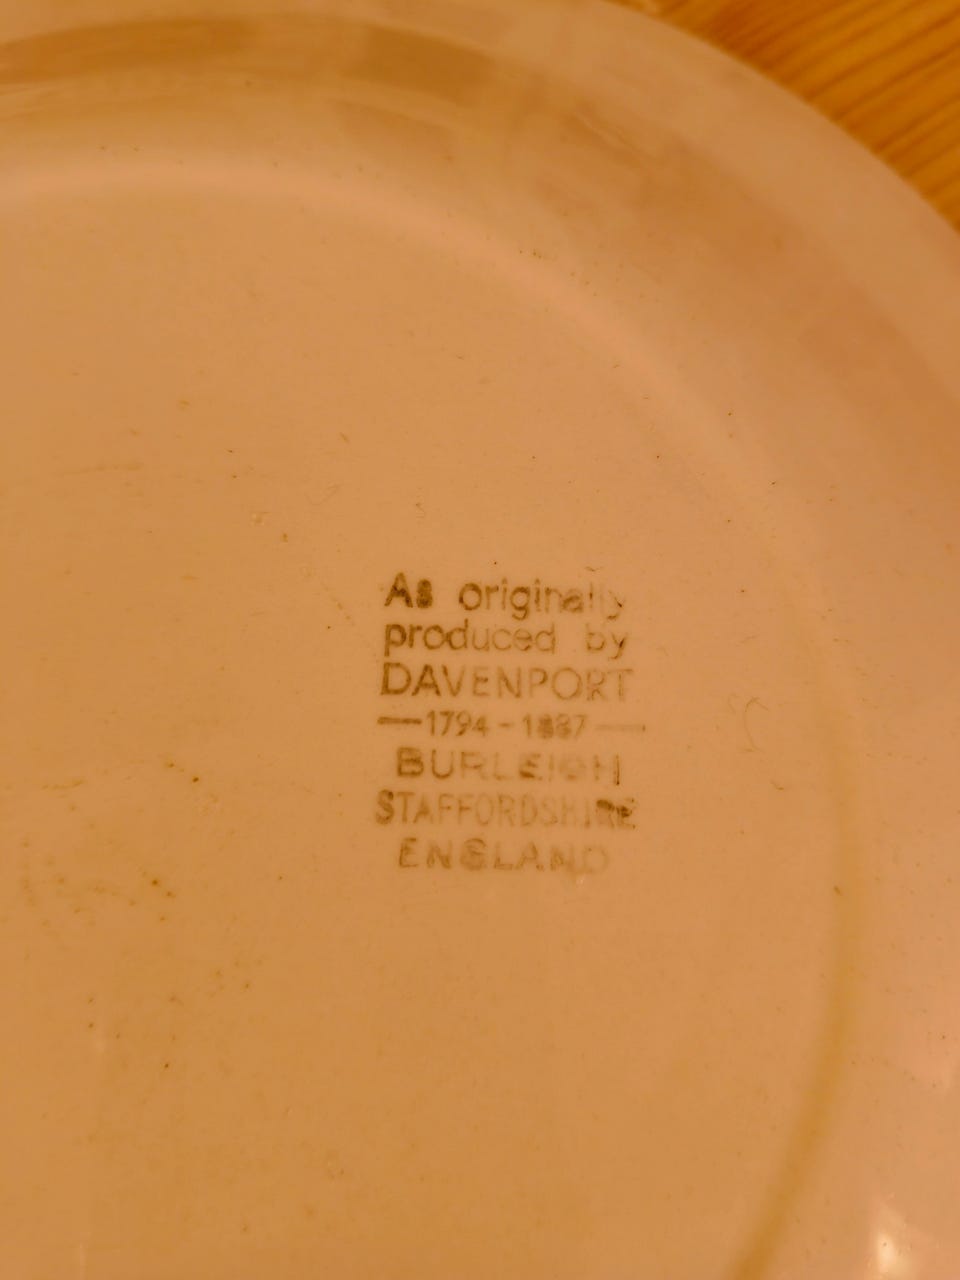 As originally
produced by
DAVENPORT
— 1794 - 1887 —
BURLEIGH
STAFFORDSHIRE
ENGLAND